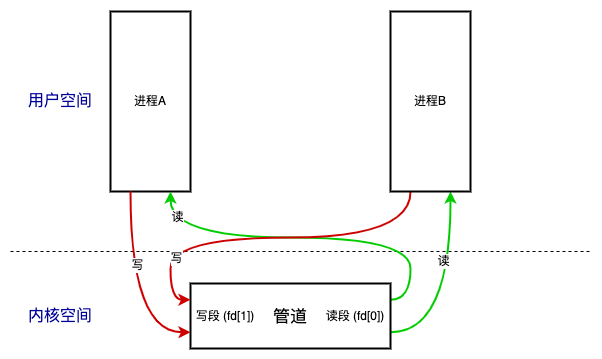 用户空间
进程A
进程B
读
写
写
读
内核空间
写段 (fd[1])
管道
读段 (fd[0])